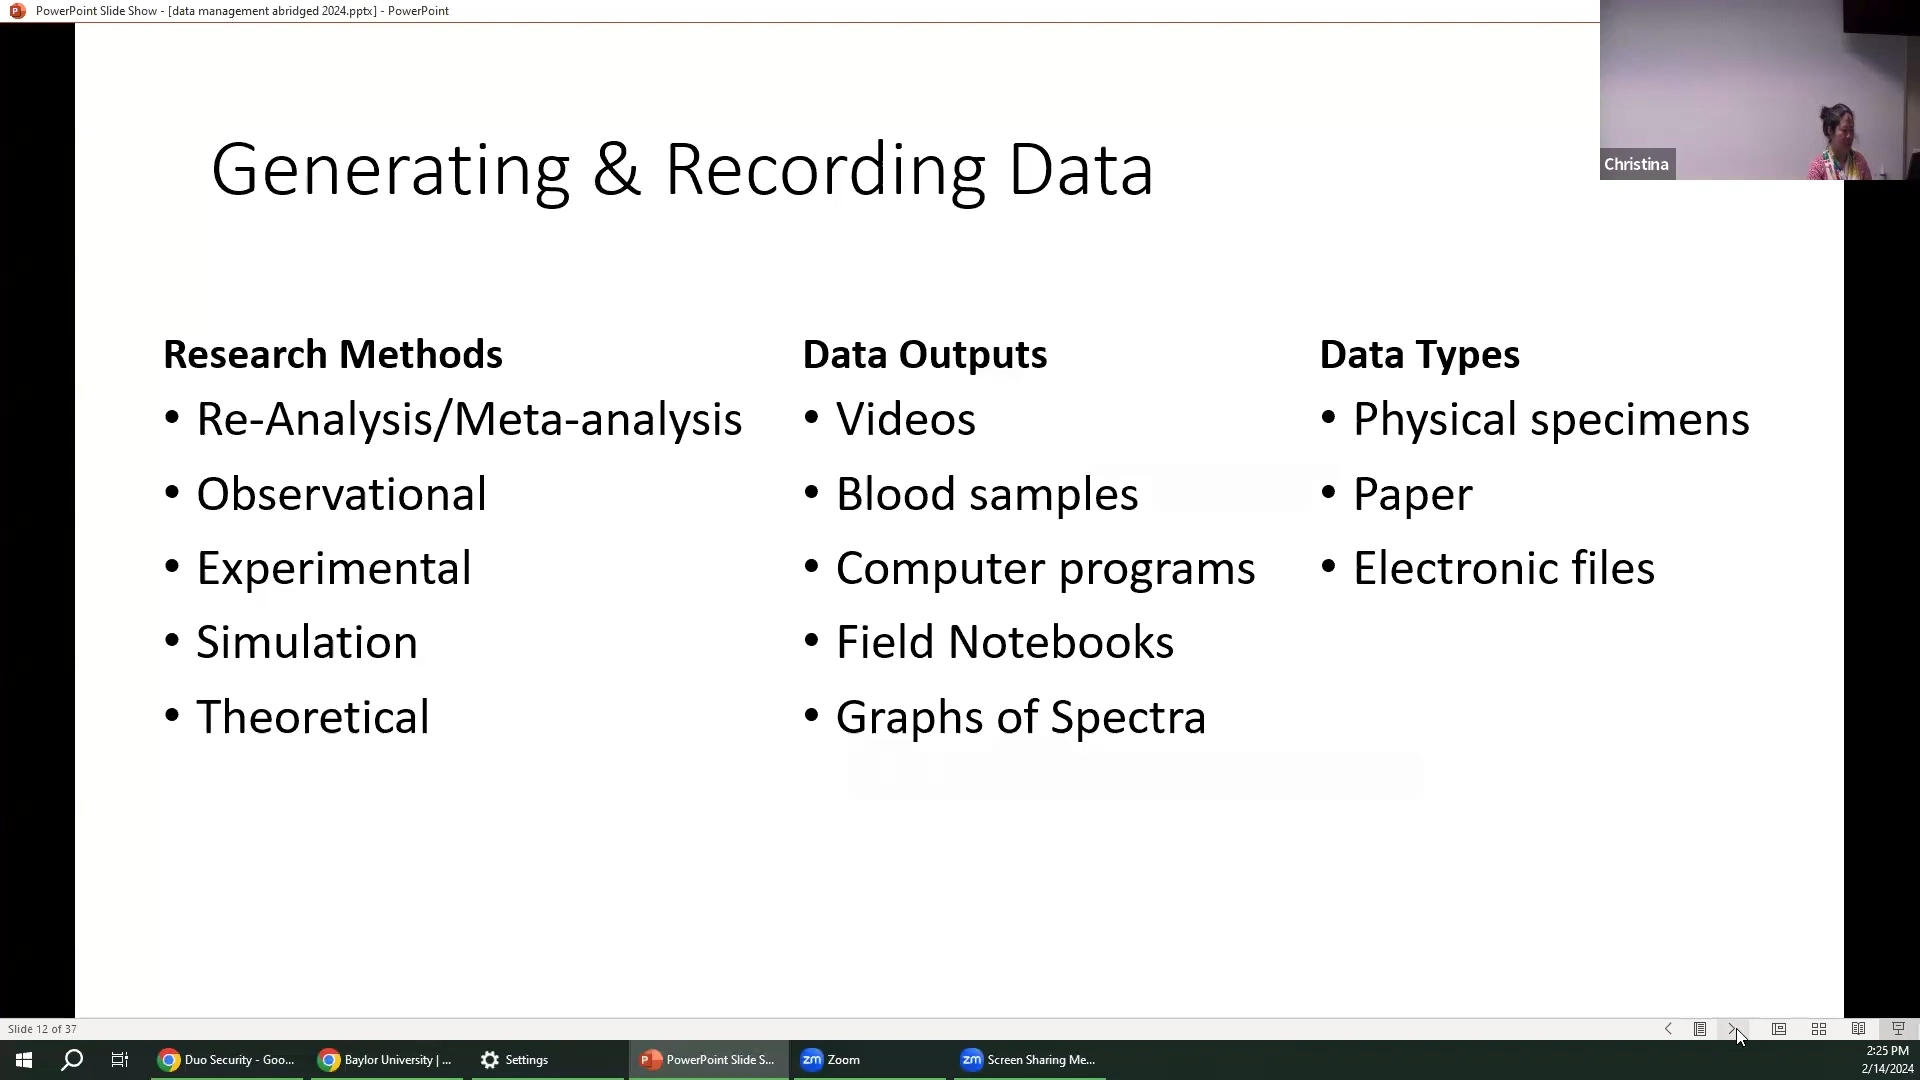 PowerPoint Slide Show - [data management abridged 2024.pptx] - PowerPoint
Christina
Generating & Recording Data
Research Methods
• Re-Analysis/Meta-analysis
• Observational
• Experimental
• Simulation
• Theoretical
Data Outputs
• Videos
• Blood samples
• Computer programs
• Field Notebooks
• Graphs of Spectra
Data Types
• Physical specimens
• Paper
• Electronic files
Slide 12 of 37
Duo Security - Goo...
Baylor University | ...
Settings
PowerPoint Slide S...
zm Zoom
zm Screen Sharing Me...
2:25 PM
2/14/2024